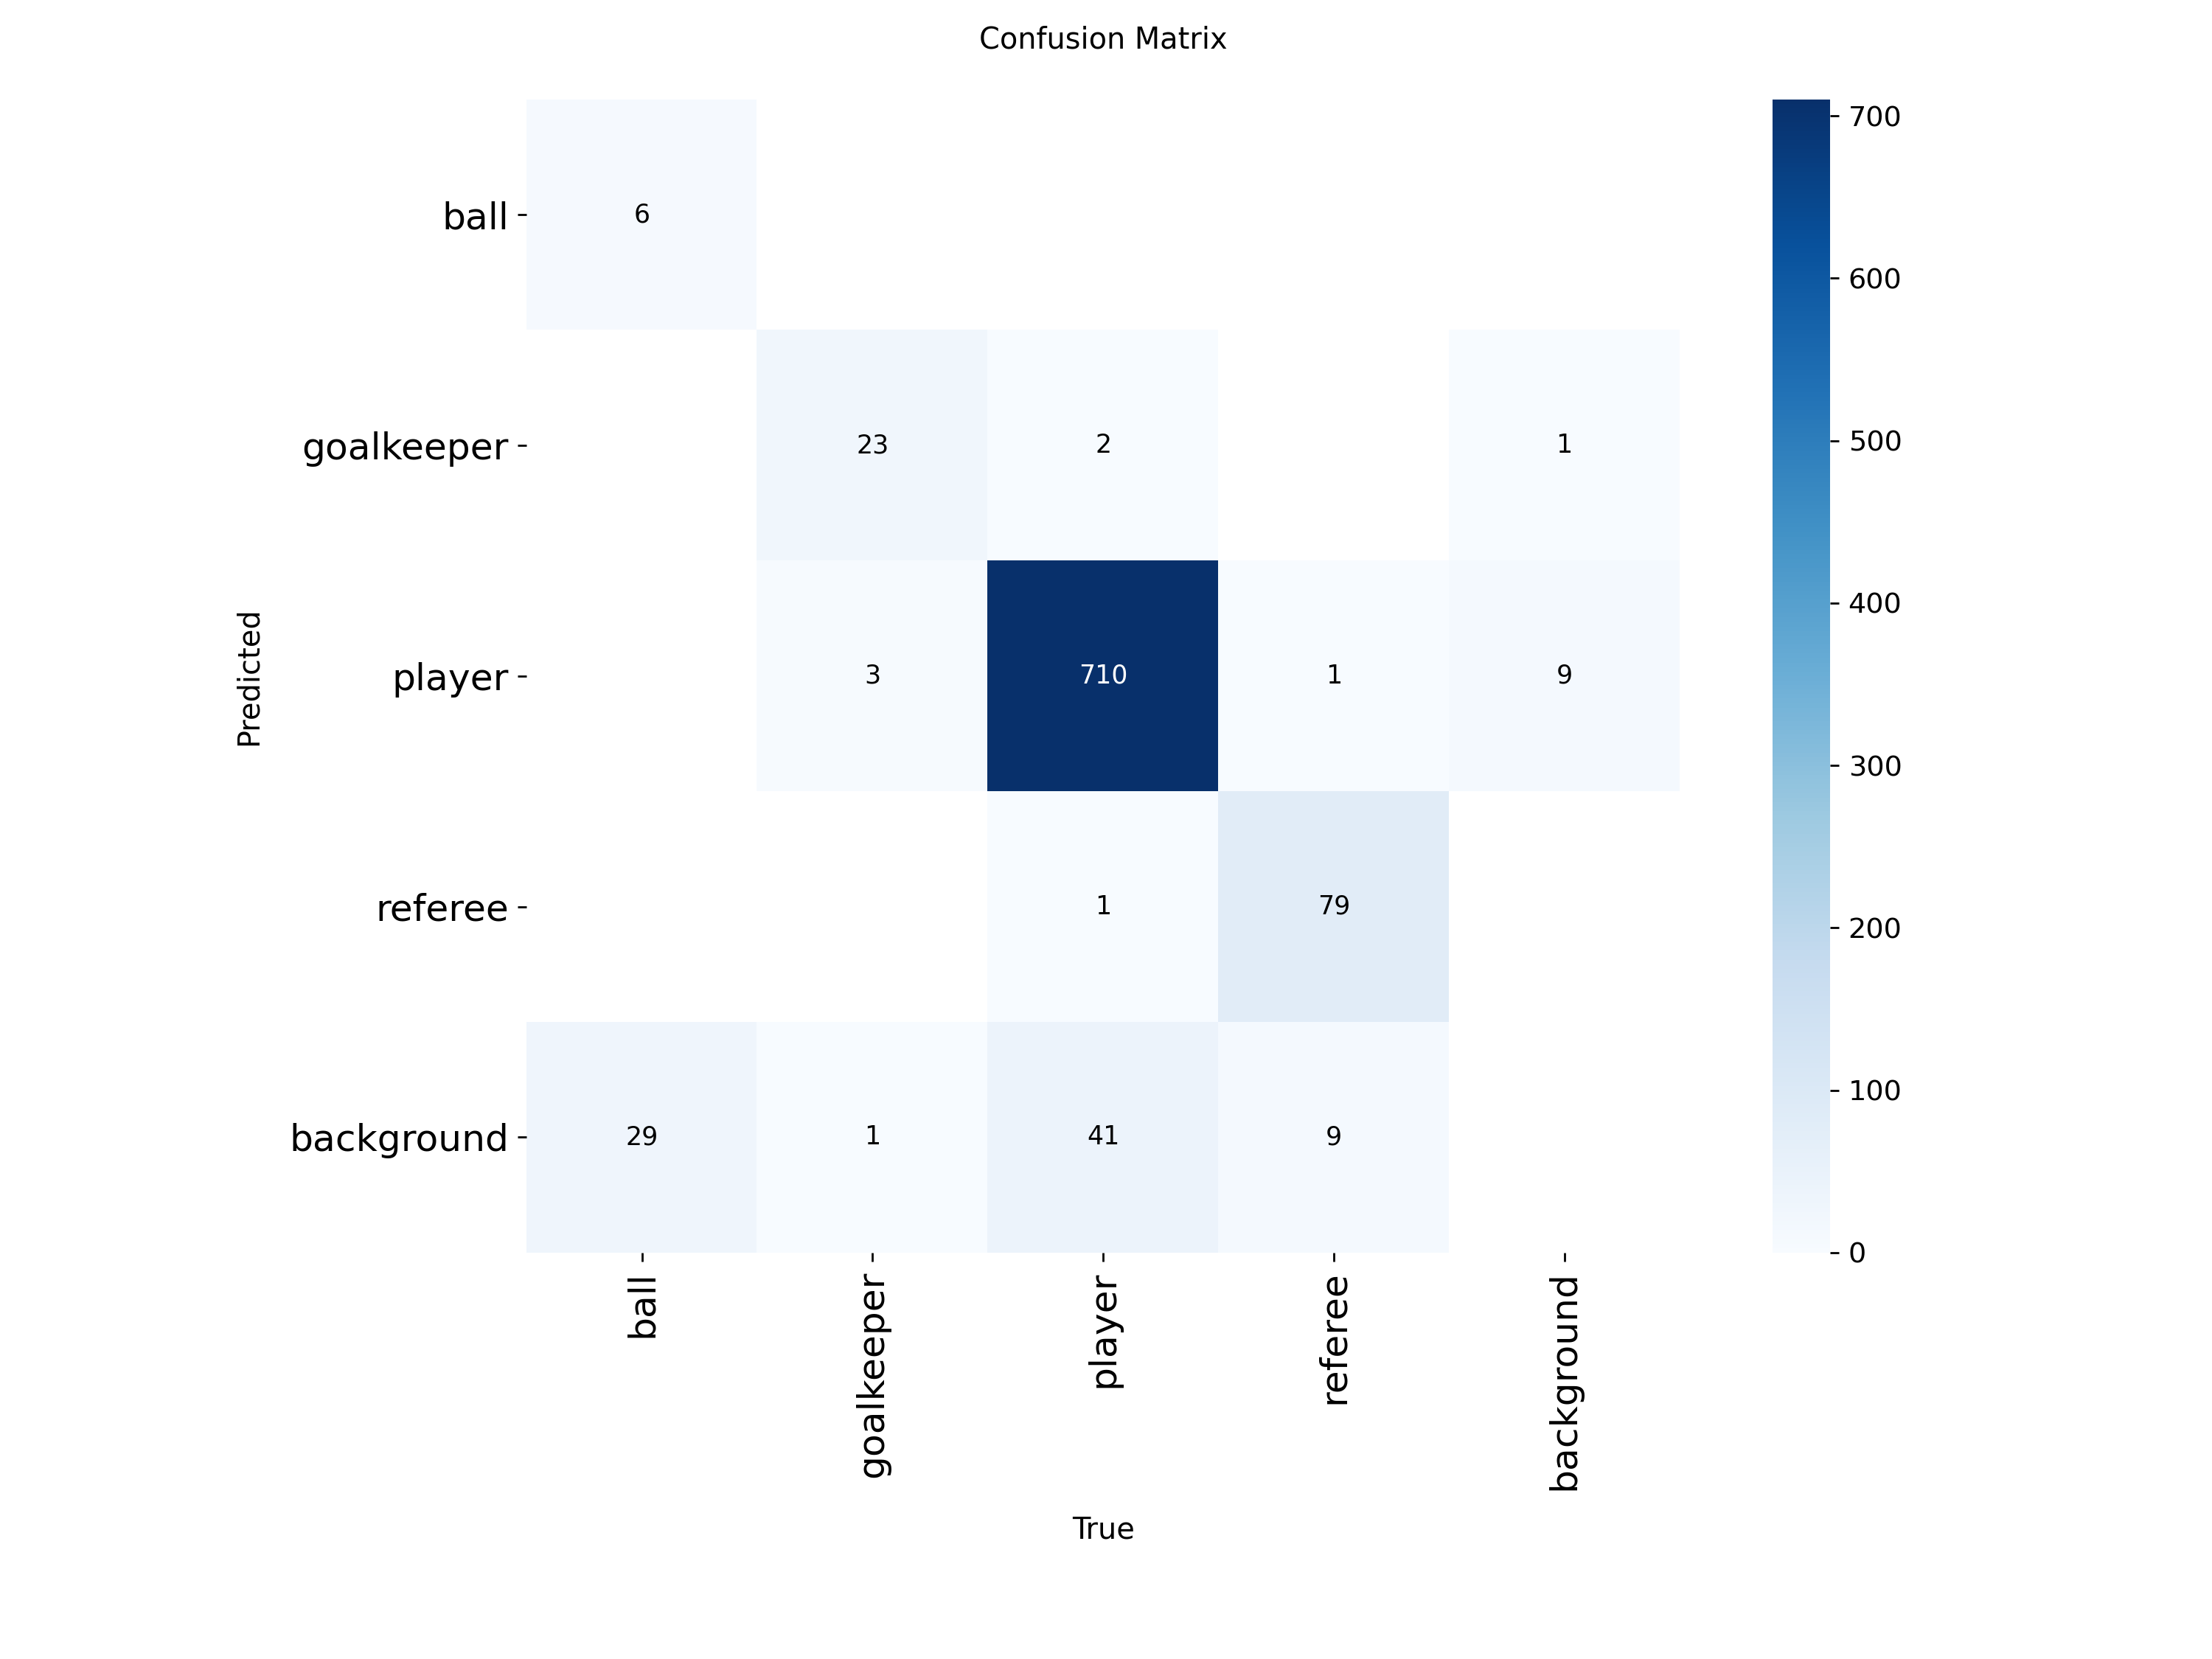 Confusion Matrix
Predicted
ball
6
goalkeeper
23 2 1
player
3 710 1 9
referee
1 79
background
29 1 41 9
ball
goalkeeper
player
referee
background
True
700
600
500
400
300
200
100
0